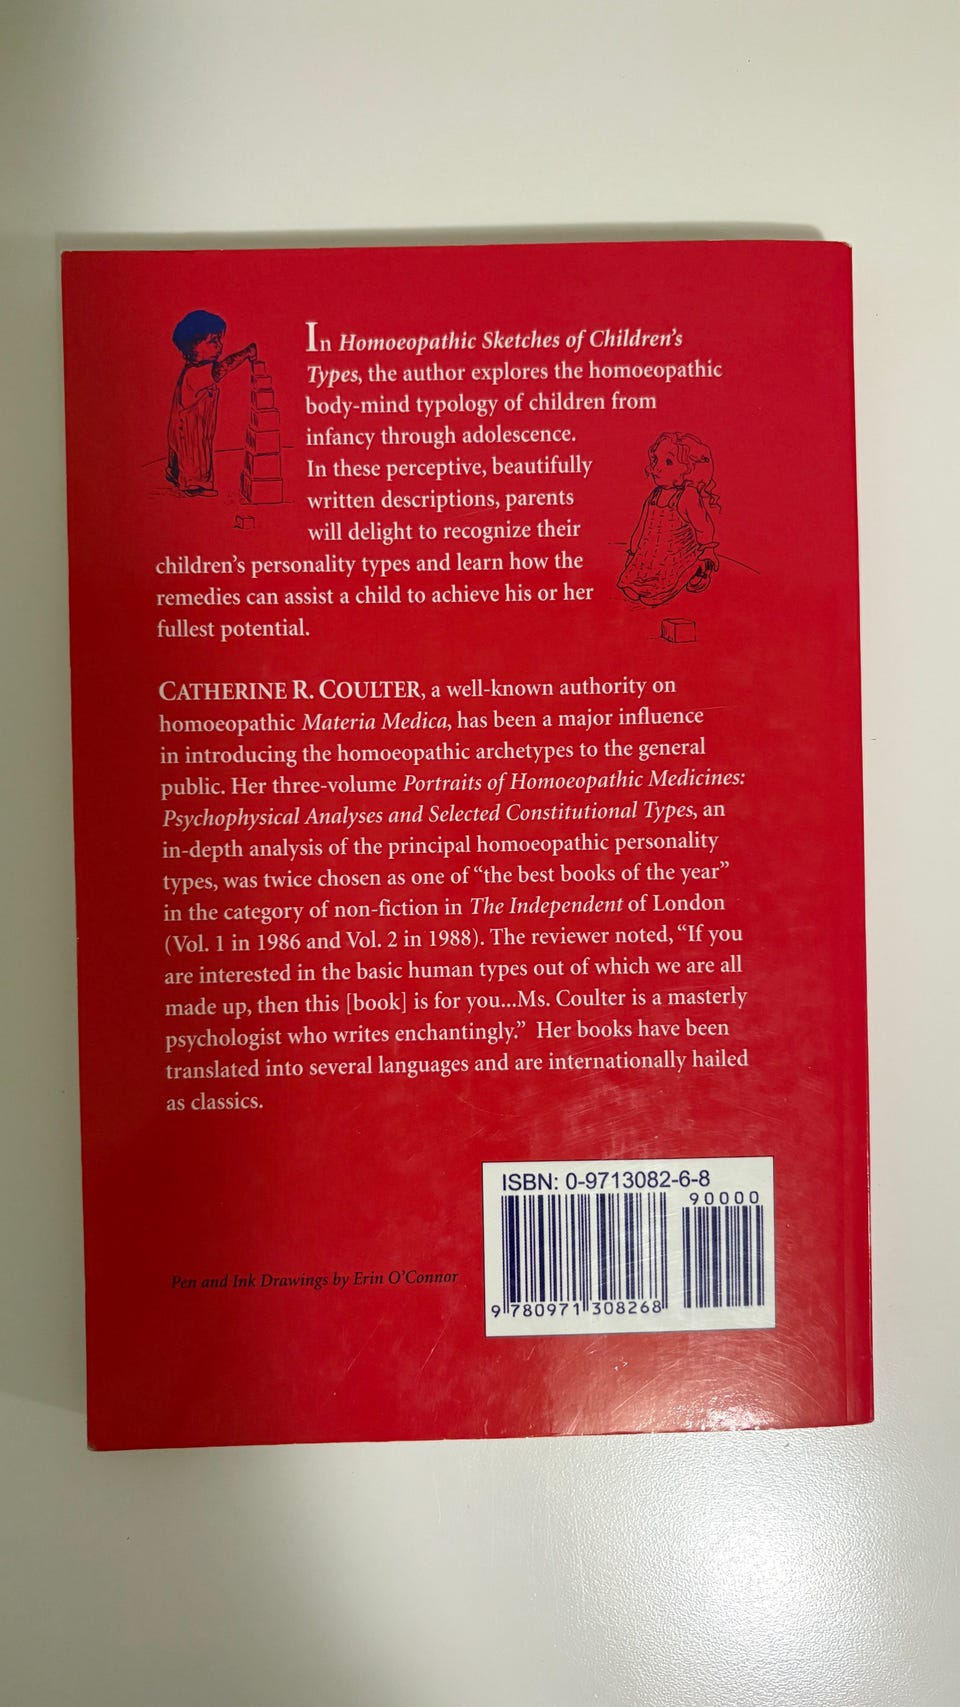 In Homoeopathic Sketches of Children's
Types, the author explores the homoeopathic
body-mind typology of children from
infancy through adolescence.
In these perceptive, beautifully
written descriptions, parents
will delight to recognize their
children's personality types and learn how the
remedies can assist a child to achieve his or her
fullest potential.
CATHERINE R. COULTER, a well-known authority on
homoeopathic Materia Medica, has been a major influence
in introducing the homoeopathic archetypes to the general
public. Her three-volume Portraits of Homoeopathic Medicines:
Psychophysical Analyses and Selected Constitutional Types, an
in-depth analysis of the principal homoeopathic personality
types, was twice chosen as one of “the best books of the year”
in the category of non-fiction in The Independent of London
(Vol. 1 in 1986 and Vol. 2 in 1988). The reviewer noted, “If you
are interested in the basic human types out of which we are all
made up, then this [book] is for you...Ms. Coulter is a masterly
psychologist who writes enchantingly.” Her books have been
translated into several languages and are internationally hailed
as classics.
ISBN: 0-9713082-6-8
90000
9 780971 308268
Pen and Ink Drawings by Erin O'Connor